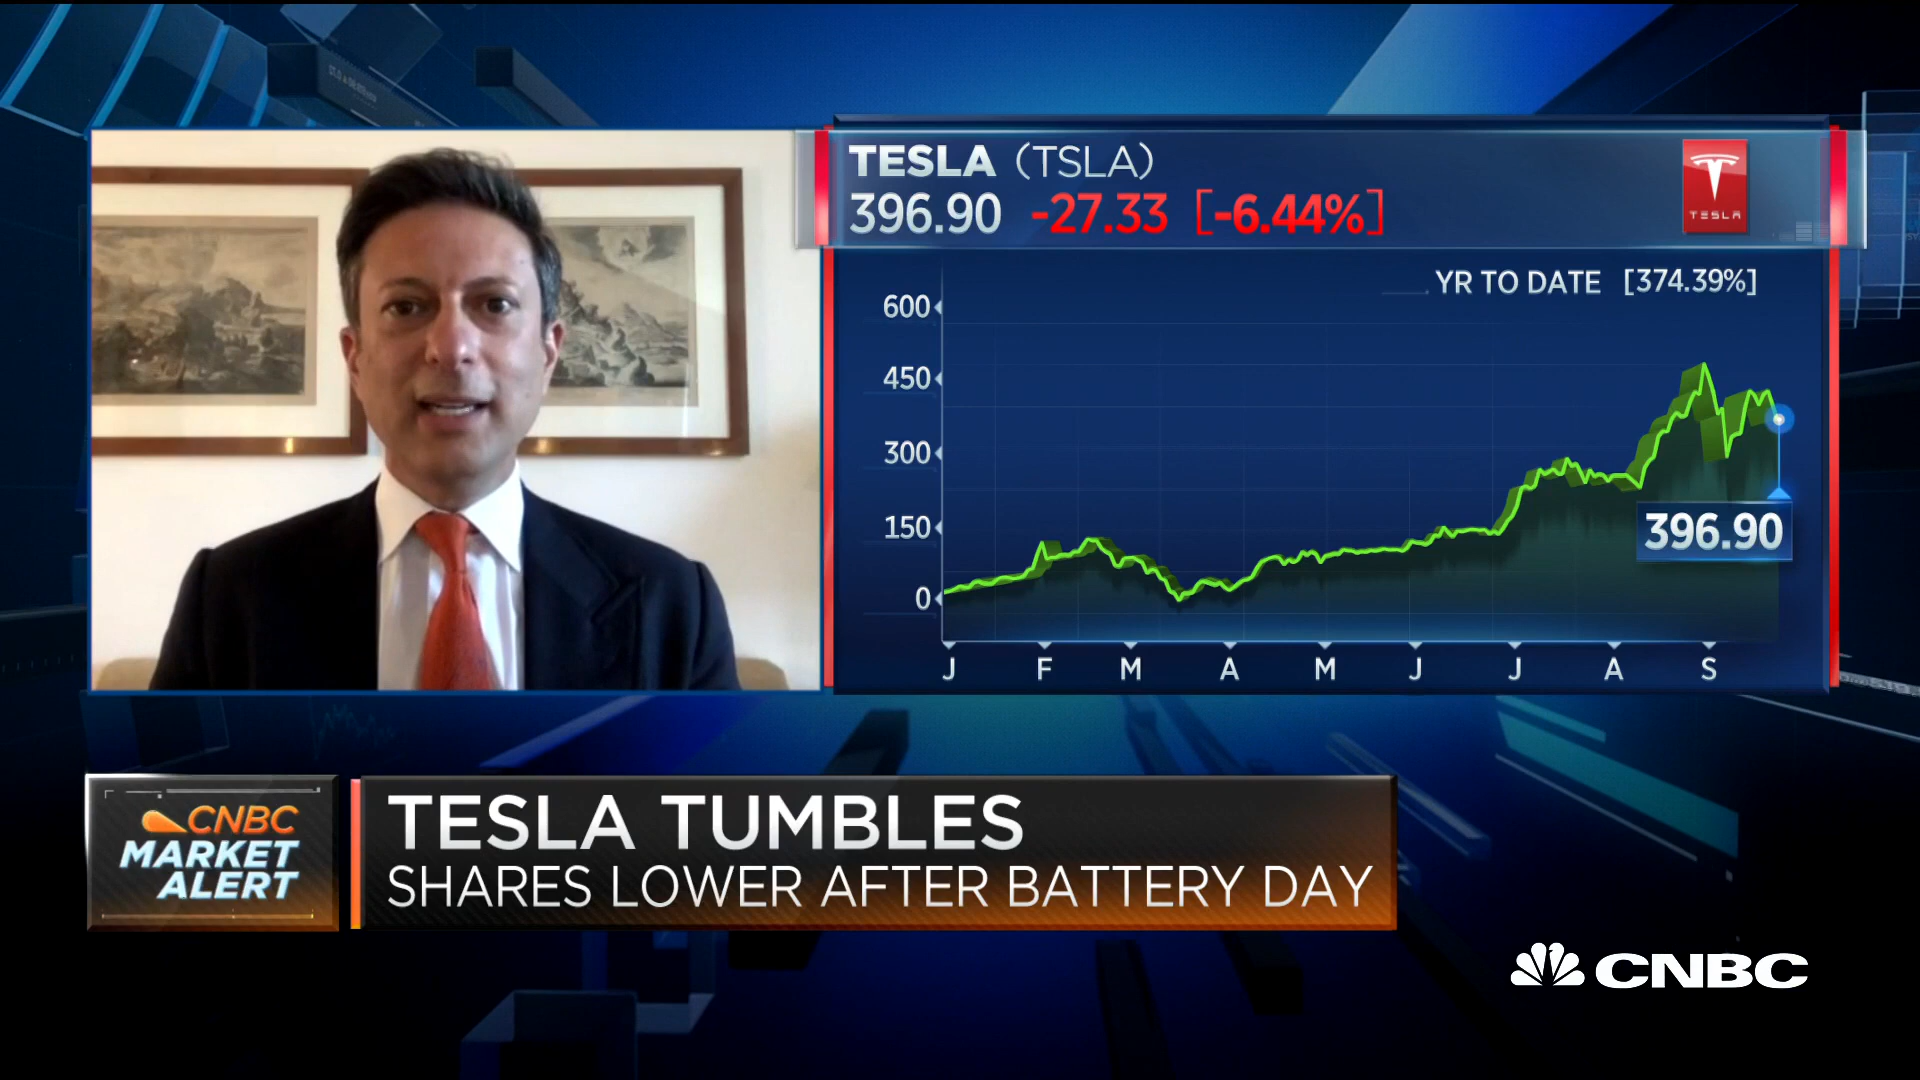 TESLA (TSLA)
396.90 -27.33 [-6.44%]
TESLA
YR TO DATE [374.39%]
600
450
300
150
0
396.90
J F M A M J J A S
CNBC
MARKET
ALERT
TESLA TUMBLES
SHARES LOWER AFTER BATTERY DAY
CNBC